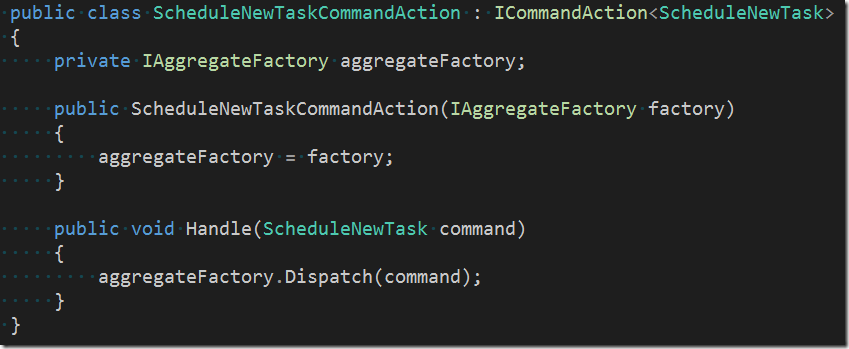 public class ScheduleNewTaskCommandAction : ICommandAction<ScheduleNewTask>
{
    private IAggregateFactory aggregateFactory;

    public ScheduleNewTaskCommandAction(IAggregateFactory factory)
    {
        aggregateFactory = factory;
    }

    public void Handle(ScheduleNewTask command)
    {
        aggregateFactory.Dispatch(command);
    }
}